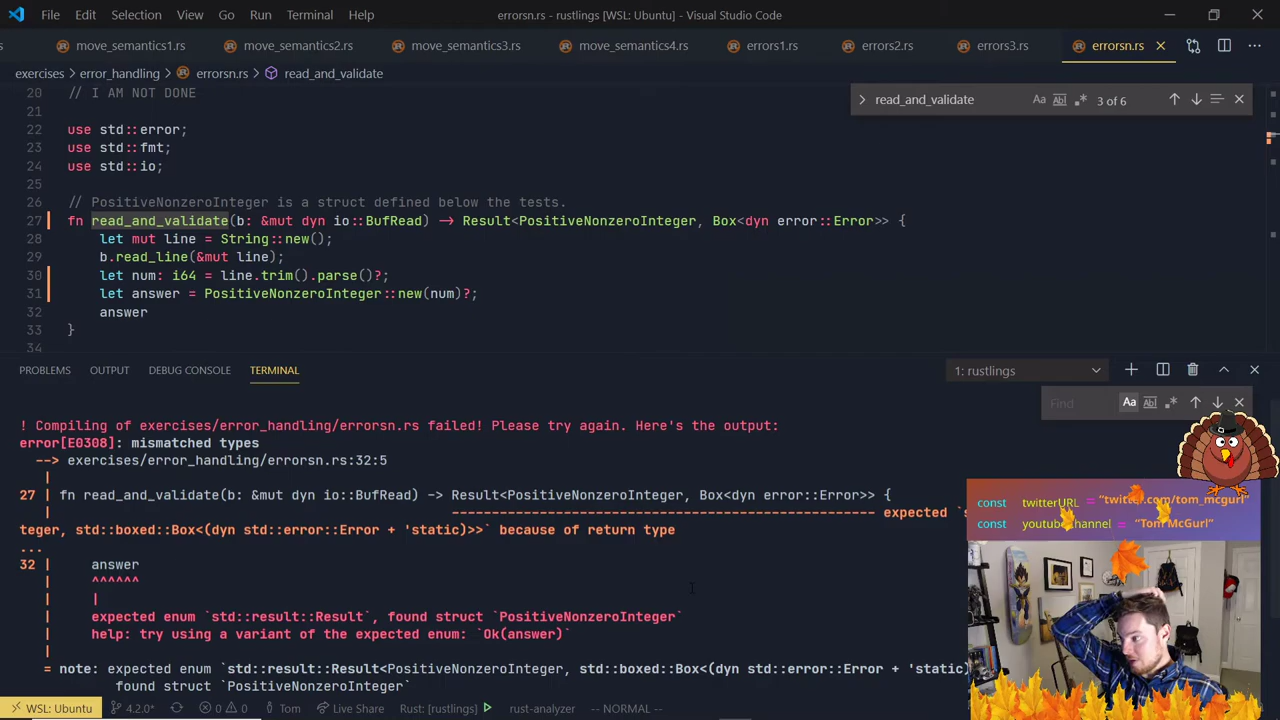 File Edit Selection View Go Run Terminal Help errorsn.rs - rustlings [WSL: Ubuntu] - Visual Studio Code
move_semantics1.rs move_semantics2.rs move_semantics3.rs move_semantics4.rs errors1.rs errors2.rs errors3.rs errorsn.rs
exercises > error_handling > errorsn.rs > read_and_validate
read_and_validate Aa Abl .* 3 of 6
20 // I AM NOT DONE
21
22 use std::error;
23 use std::fmt;
24 use std::io;
25
26 // PositiveNonzeroInteger is a struct defined below the tests.
27 fn read_and_validate(b: &mut dyn io::BufRead) -> Result<PositiveNonzeroInteger, Box<dyn error::Error>> {
28 let mut line = String::new();
29 b.read_line(&mut line);
30 let num: i64 = line.trim().parse()?;
31 let answer = PositiveNonzeroInteger::new(num)?;
32 answer
33 }
34
PROBLEMS OUTPUT DEBUG CONSOLE TERMINAL 1: rustlings
Find Aa Abl .*
! Compiling of exercises/error_handling/errorsn.rs failed! Please try again. Here's the output:
error[E0308]: mismatched types
--> exercises/error_handling/errorsn.rs:32:5
|
27 | fn read_and_validate(b: &mut dyn io::BufRead) -> Result<PositiveNonzeroInteger, Box<dyn error::Error>> {
| ----------------------------------------------------- expected `s
teger, std::boxed::Box<(dyn std::error::Error + 'static)>>` because of return type
...
32 | answer
| ^^^^^^
| |
| expected enum `std::result::Result`, found struct `PositiveNonzeroInteger`
| help: try using a variant of the expected enum: `Ok(answer)`
|
= note: expected enum `std::result::Result<PositiveNonzeroInteger, std::boxed::Box<(dyn std::error::Error + 'static)
found struct `PositiveNonzeroInteger`
const twitterURL = "twitter.com/tom_mcgurl"
const youtubeChannel = "Tom McGurl"
WSL: Ubuntu 4.2.0* 0 0 Tom Live Share Rust: [rustlings] rust-analyzer -- NORMAL --